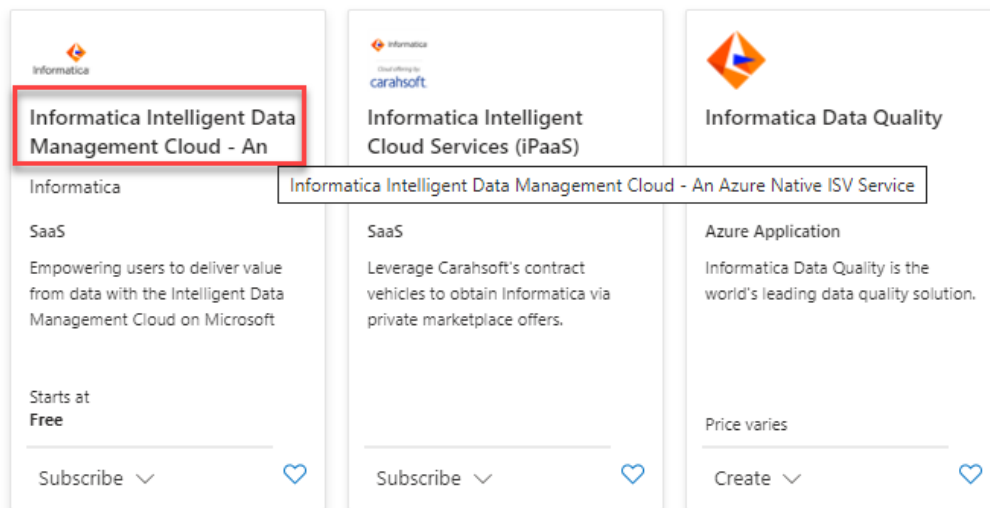 Informatica
Informatica Intelligent Data
Management Cloud - An
Informatica
SaaS
Empowering users to deliver value
from data with the Intelligent Data
Management Cloud on Microsoft
Starts at
Free
Subscribe
Informatica
Cloud offering by
carahsoft
Informatica Intelligent
Cloud Services (iPaaS)
Informatica Intelligent Data Management Cloud - An Azure Native ISV Service
SaaS
Leverage Carahsoft's contract
vehicles to obtain Informatica via
private marketplace offers.
Subscribe
Informatica Data Quality
Azure Application
Informatica Data Quality is the
world's leading data quality solution.
Price varies
Create